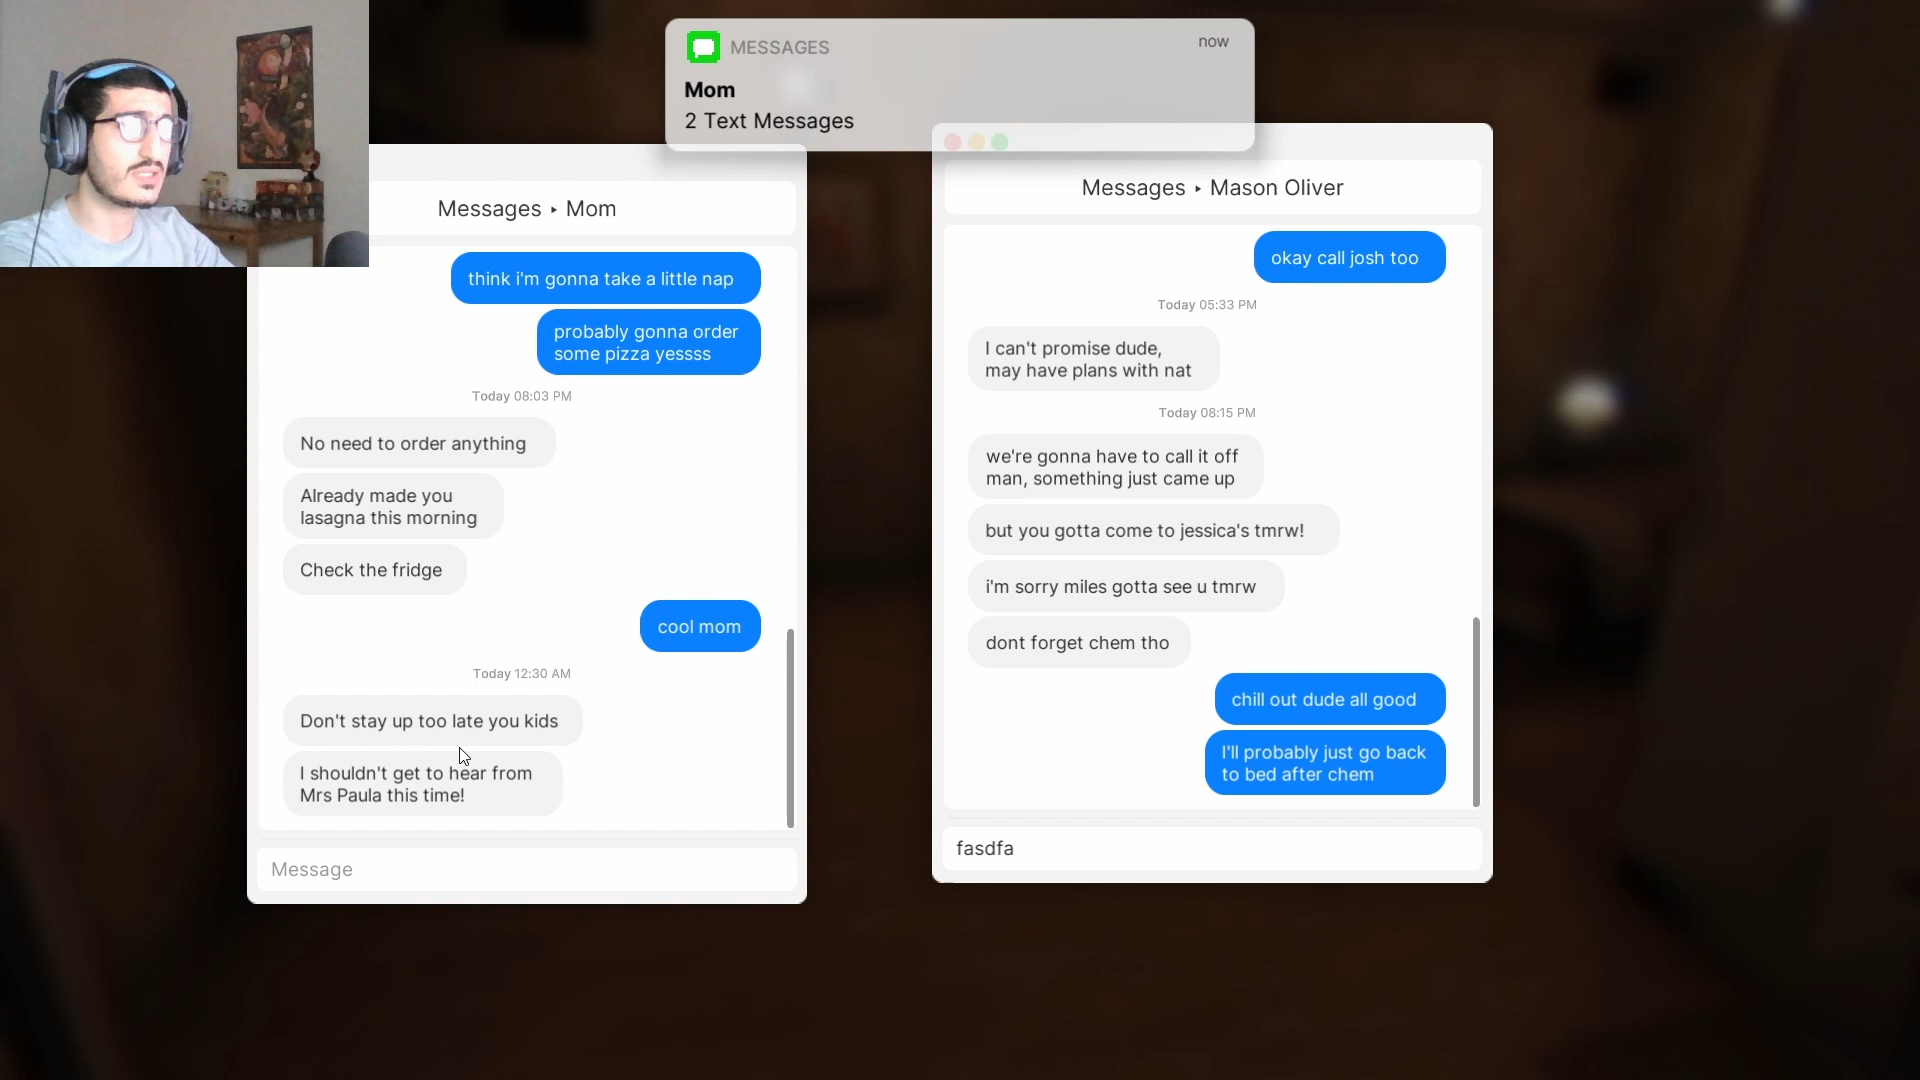 MESSAGES
now
Mom
2 Text Messages
Messages ‣ Mom
think i'm gonna take a little nap
probably gonna order
some pizza yessss
Today 08:03 PM
No need to order anything
Already made you
lasagna this morning
Check the fridge
cool mom
Today 12:30 AM
Don't stay up too late you kids
I shouldn't get to hear from
Mrs Paula this time!
Message
Messages ‣ Mason Oliver
okay call josh too
Today 05:33 PM
I can't promise dude,
may have plans with nat
Today 08:15 PM
we're gonna have to call it off
man, something just came up
but you gotta come to jessica's tmrw!
i'm sorry miles gotta see u tmrw
dont forget chem tho
chill out dude all good
I'll probably just go back
to bed after chem
fasdfa